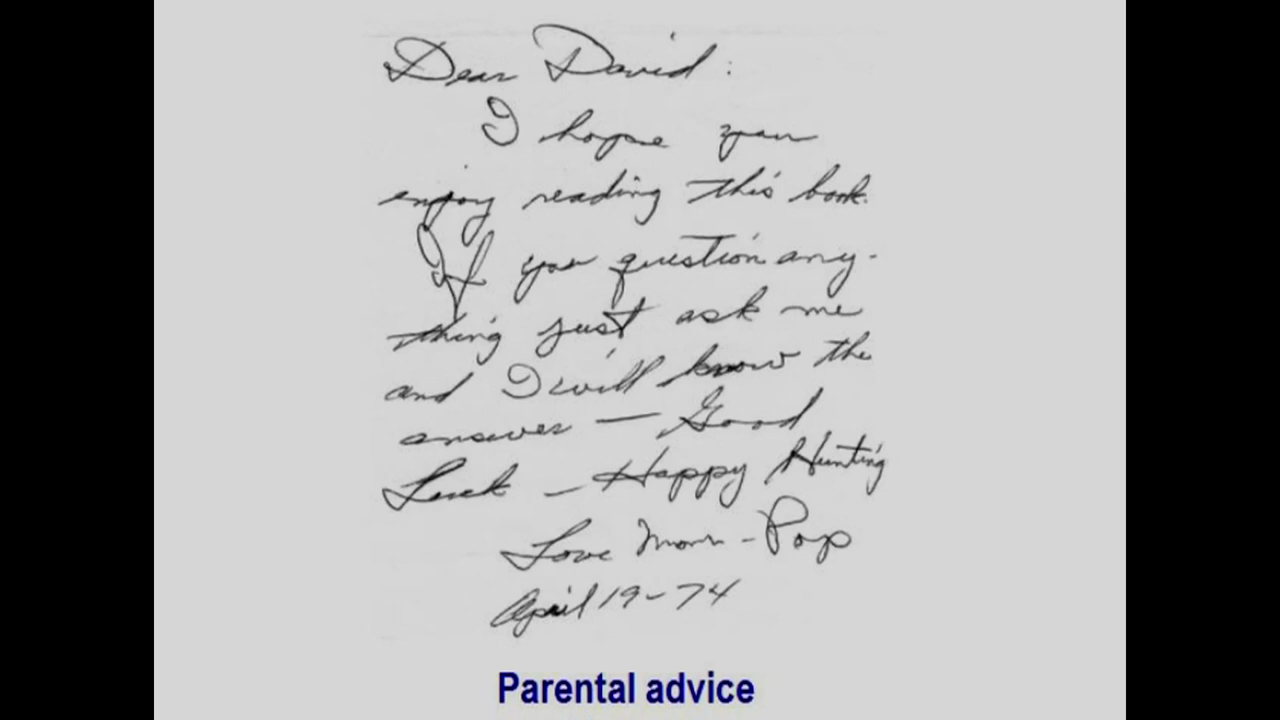 Dear David:
I hope you
enjoy reading this book.
If you question any-
thing just ask me
and I will know the
answer — Good
Luck — Happy Hunting
Love Mom - Pop
April 19-74
Parental advice